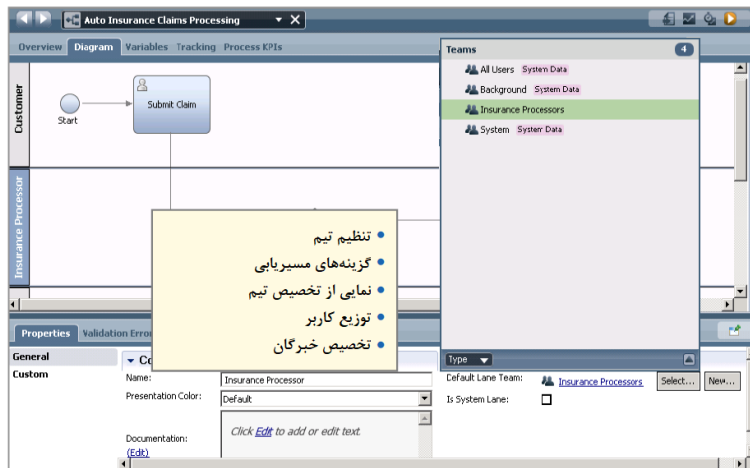 Auto Insurance Claims Processing
Overview Diagram Variables Tracking Process KPIs
Teams 4
All Users System Data
Background System Data
Insurance Processors
System System Data
Customer
Start
Submit Claim
Insurance Processor
• تنظیم تیم
• گزینه‌های مسیریابی
• نمایی از تخصیص تیم
• توزیع کاربر
• تخصیص خبرگان
Properties Validation Erro
General
Custom
Co
Type
Name: Insurance Processor
Presentation Color: Default
Documentation:
(Edit)
Click Edit to add or edit text.
Default Lane Team: Insurance Processors Select... New...
Is System Lane: